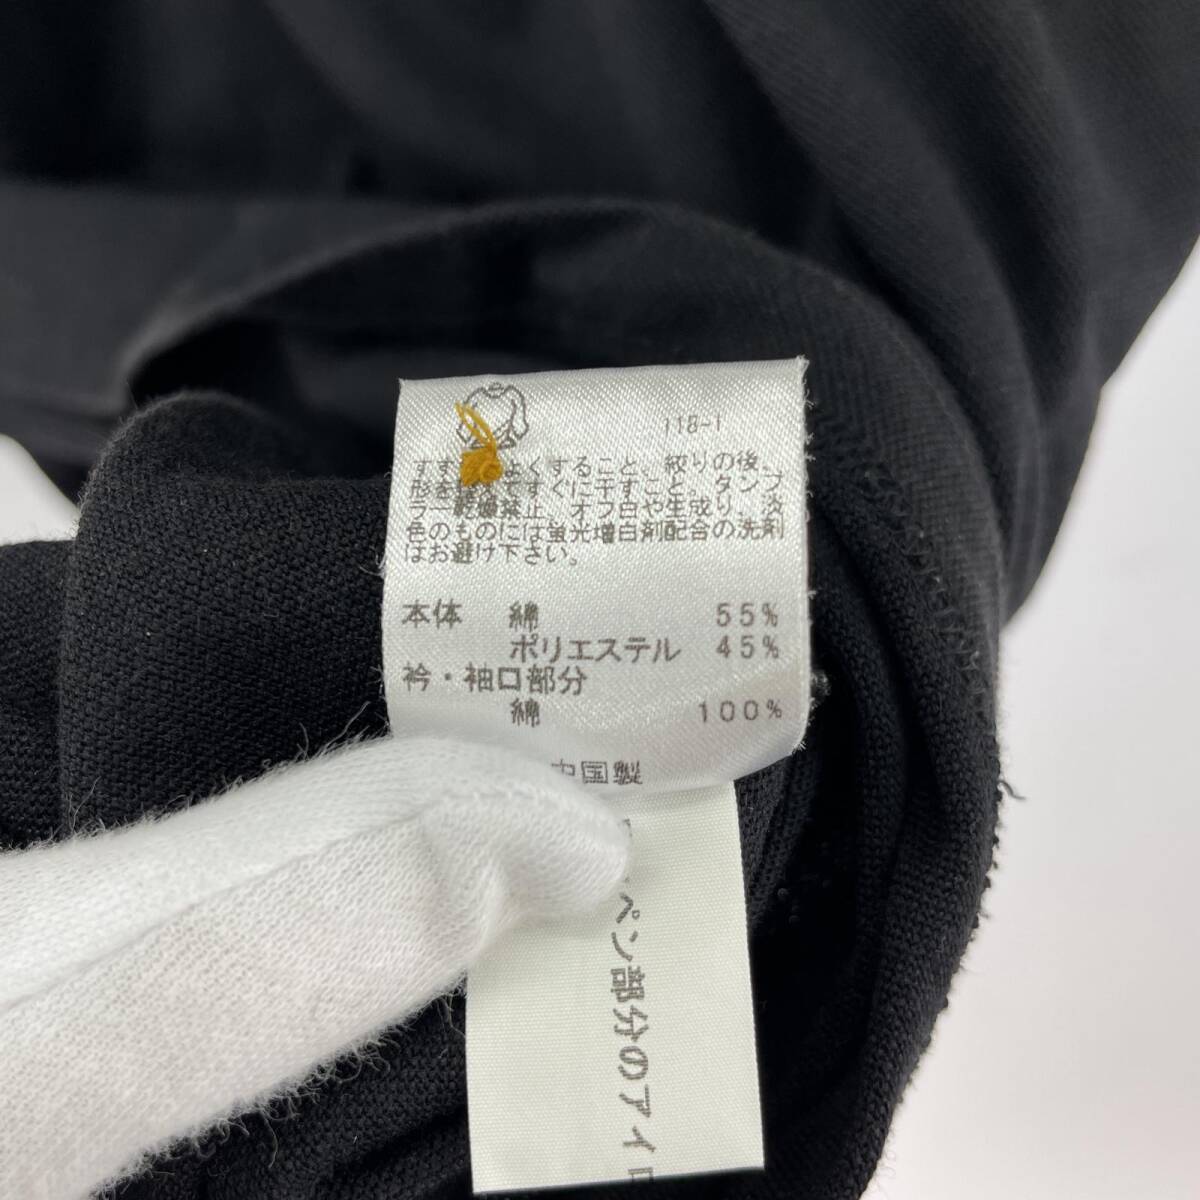 118-1
すす よくすること、絞りの後、
形を えてすぐに干すこと。タンブ
ラー乾燥禁止、オフ白や生成り、淡
色のものには蛍光増白剤配合の洗剤
はお避け下さい。
本体 綿 55%
ポリエステル 45%
衿・袖口部分
綿 100%
中国製
ペン部分のアイロ